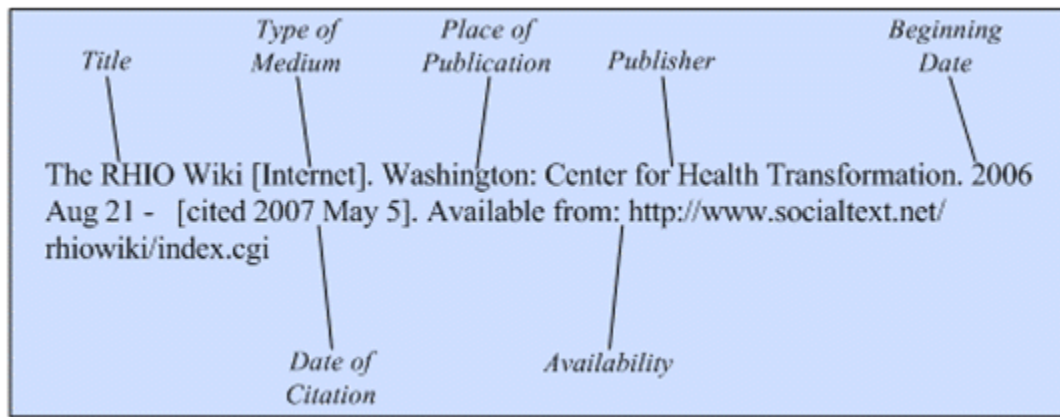 Title
Type of
Medium
Place of
Publication
Publisher
Beginning
Date
The RHIO Wiki [Internet]. Washington: Center for Health Transformation. 2006
Aug 21 -   [cited 2007 May 5]. Available from: http://www.socialtext.net/
rhiowiki/index.cgi
Date of
Citation
Availability